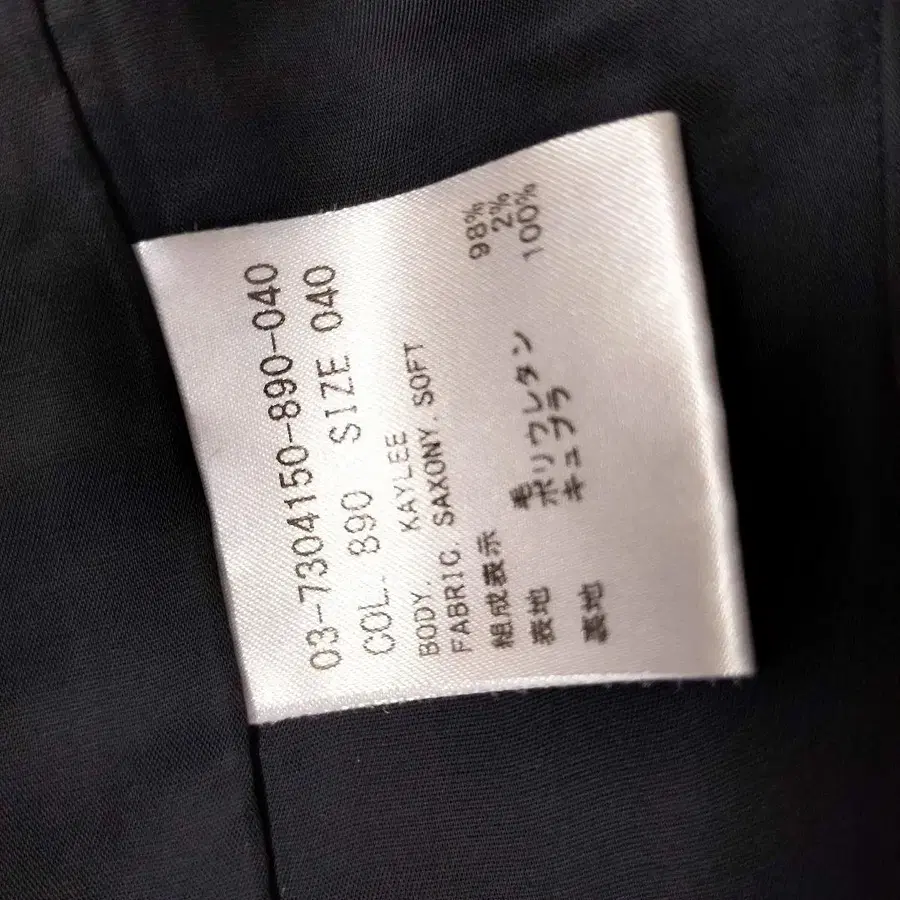 03-7304150-890-040
COL. 890 SIZE 040
BODY. KAYLEE
FABRIC. SAXONY. SOFT
組成表示
表地 毛 98%
ポリウレタン 2%
裏地 キュプラ 100%